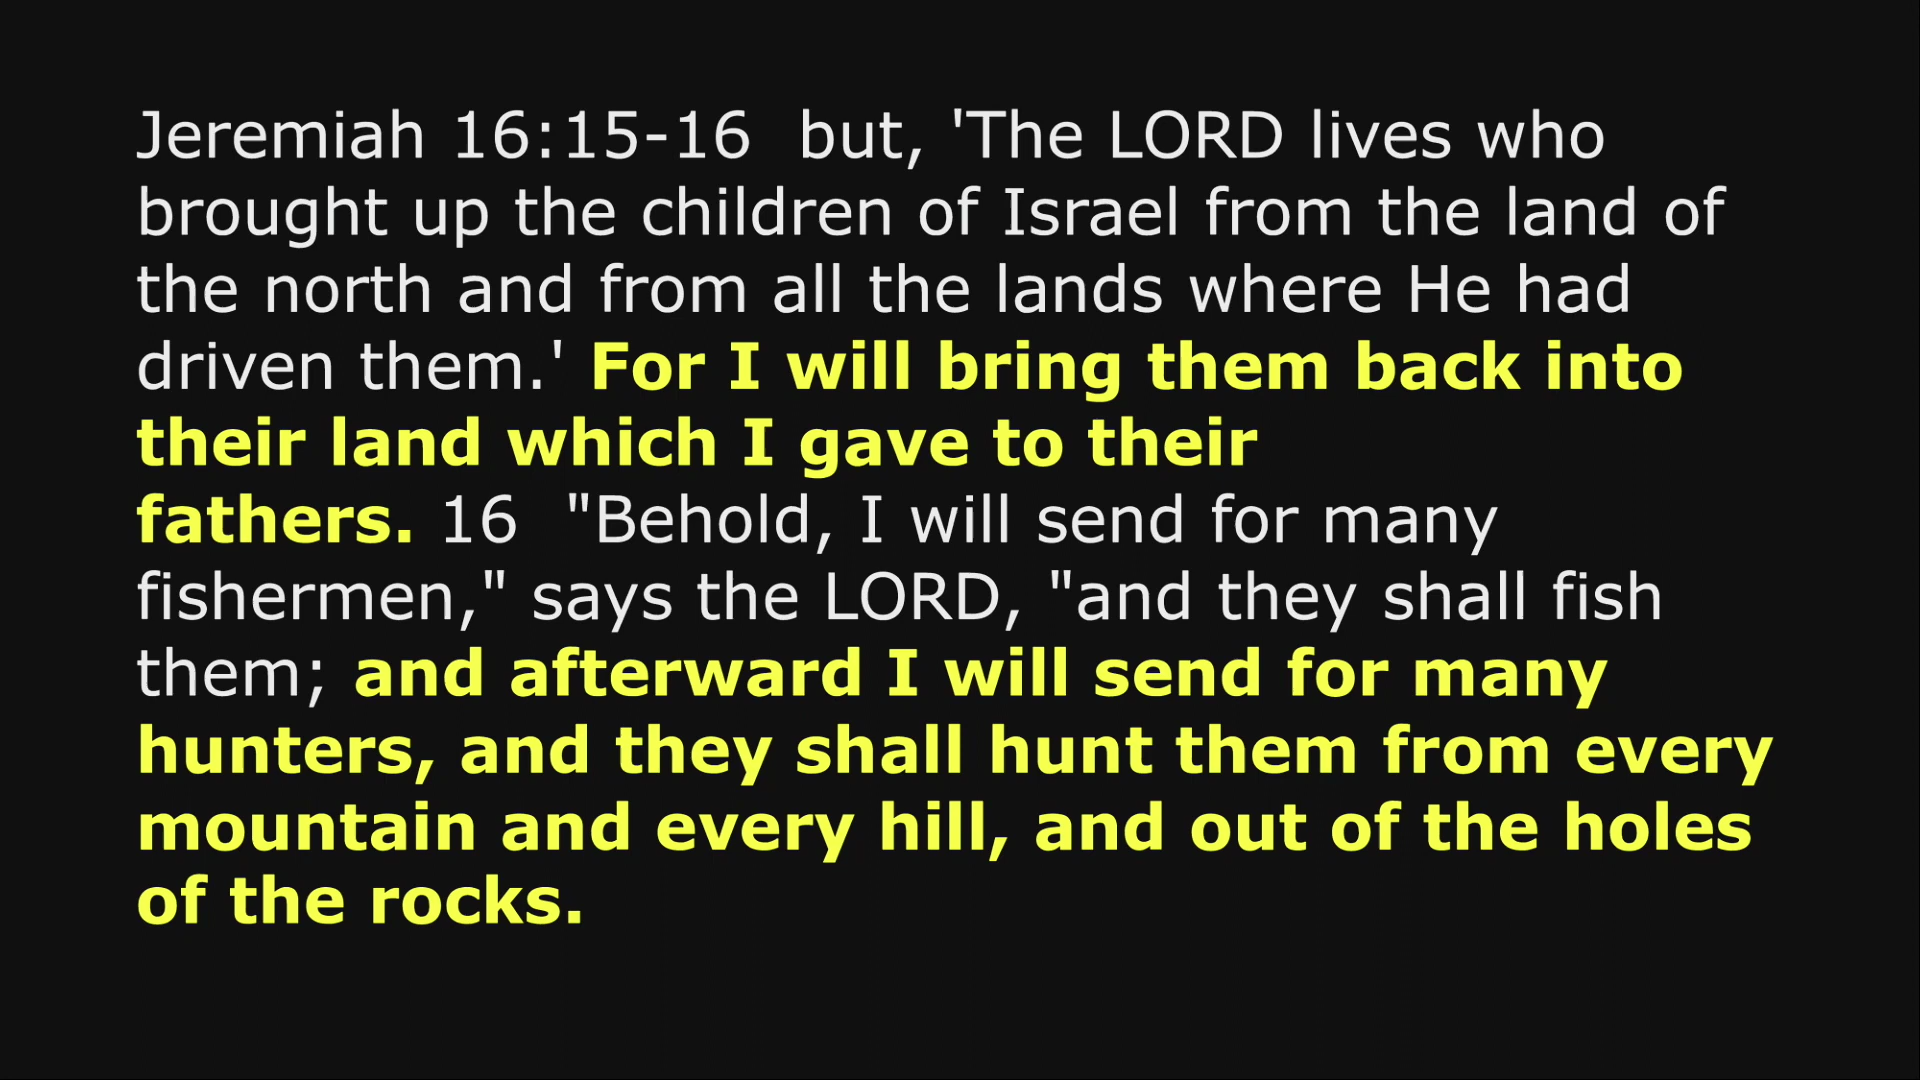 Jeremiah 16:15-16  but, 'The LORD lives who
brought up the children of Israel from the land of
the north and from all the lands where He had
driven them.' For I will bring them back into
their land which I gave to their
fathers. 16  "Behold, I will send for many
fishermen," says the LORD, "and they shall fish
them; and afterward I will send for many
hunters, and they shall hunt them from every
mountain and every hill, and out of the holes
of the rocks.